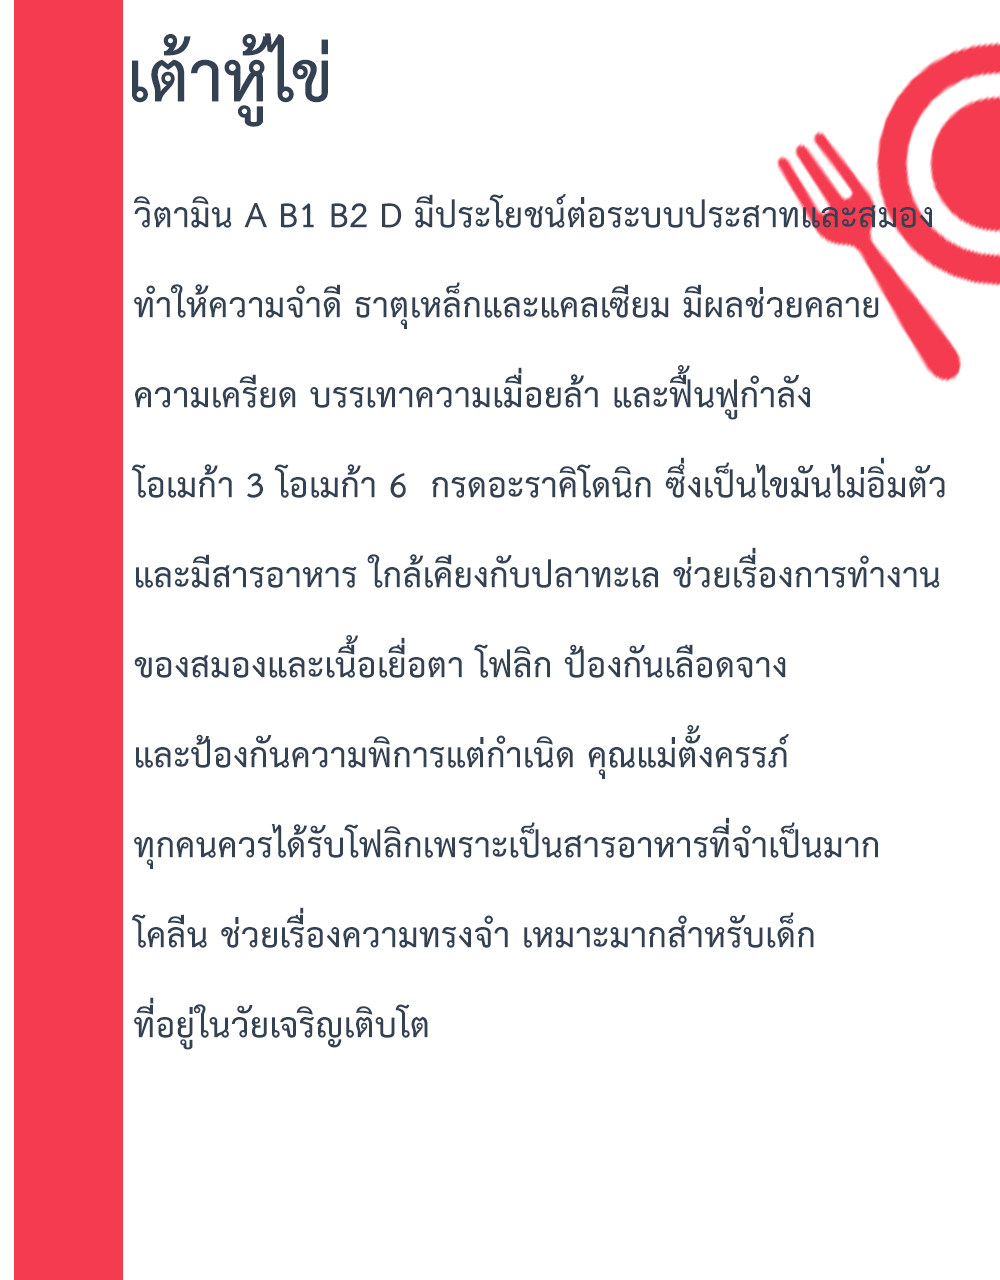 เต้าหู้ไข่
วิตามิน A B1 B2 D มีประโยชน์ต่อระบบประสาทและสมอง
ทำให้ความจำดี ธาตุเหล็กและแคลเซียม มีผลช่วยคลาย
ความเครียด บรรเทาความเมื่อยล้า และฟื้นฟูกำลัง
โอเมก้า 3 โอเมก้า 6 กรดอะราคิโดนิก ซึ่งเป็นไขมันไม่อิ่มตัว
และมีสารอาหาร ใกล้เคียงกับปลาทะเล ช่วยเรื่องการทำงาน
ของสมองและเนื้อเยื่อตา โฟลิก ป้องกันเลือดจาง
และป้องกันความพิการแต่กำเนิด คุณแม่ตั้งครรภ์
ทุกคนควรได้รับโฟลิกเพราะเป็นสารอาหารที่จำเป็นมาก
โคลีน ช่วยเรื่องความทรงจำ เหมาะมากสำหรับเด็ก
ที่อยู่ในวัยเจริญเติบโต